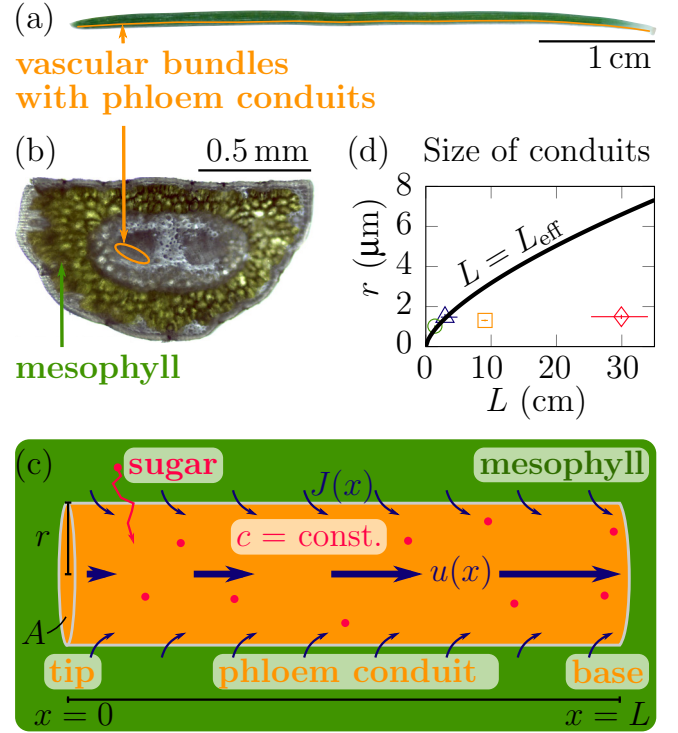 (a)
1 cm
vascular bundles
with phloem conduits
(b)
0.5 mm
mesophyll
(d) Size of conduits
8
6
4
2
0
r (μm)
L = L_eff
0 10 20 30
L (cm)
(c)
sugar
J(x)
mesophyll
r
c = const.
u(x)
A
tip
phloem conduit
base
x = 0
x = L